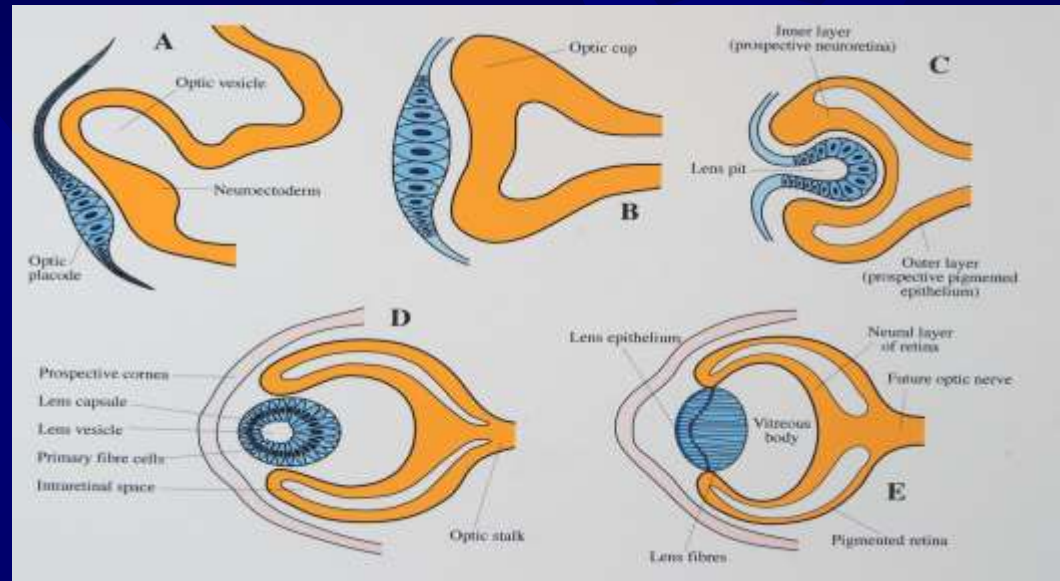 A
Optic vesicle
Neuroectoderm
Optic
placode
Optic cup
B
Inner layer
(prospective neuroretina)
C
Lens pit
Outer layer
(prospective pigmented
epithelium)
D
Prospective cornea
Lens capsule
Lens vesicle
Primary fibre cells
Intraretinal space
Optic stalk
Lens epithelium
Neural layer
of retina
Future optic nerve
Vitreous
body
E
Lens fibres
Pigmented retina